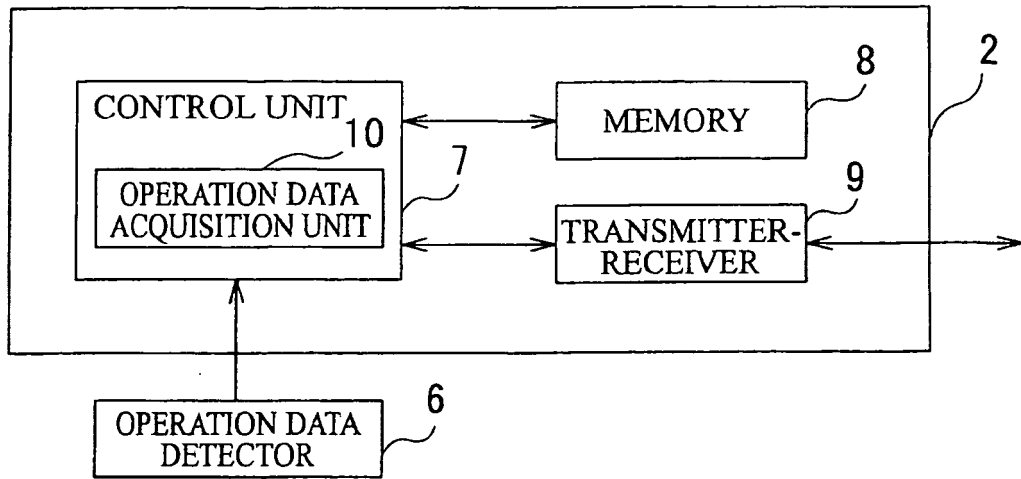 2
CONTROL UNIT
8
MEMORY
10
7
OPERATION DATA
ACQUISITION UNIT
9
TRANSMITTER-
RECEIVER
6
OPERATION DATA
DETECTOR